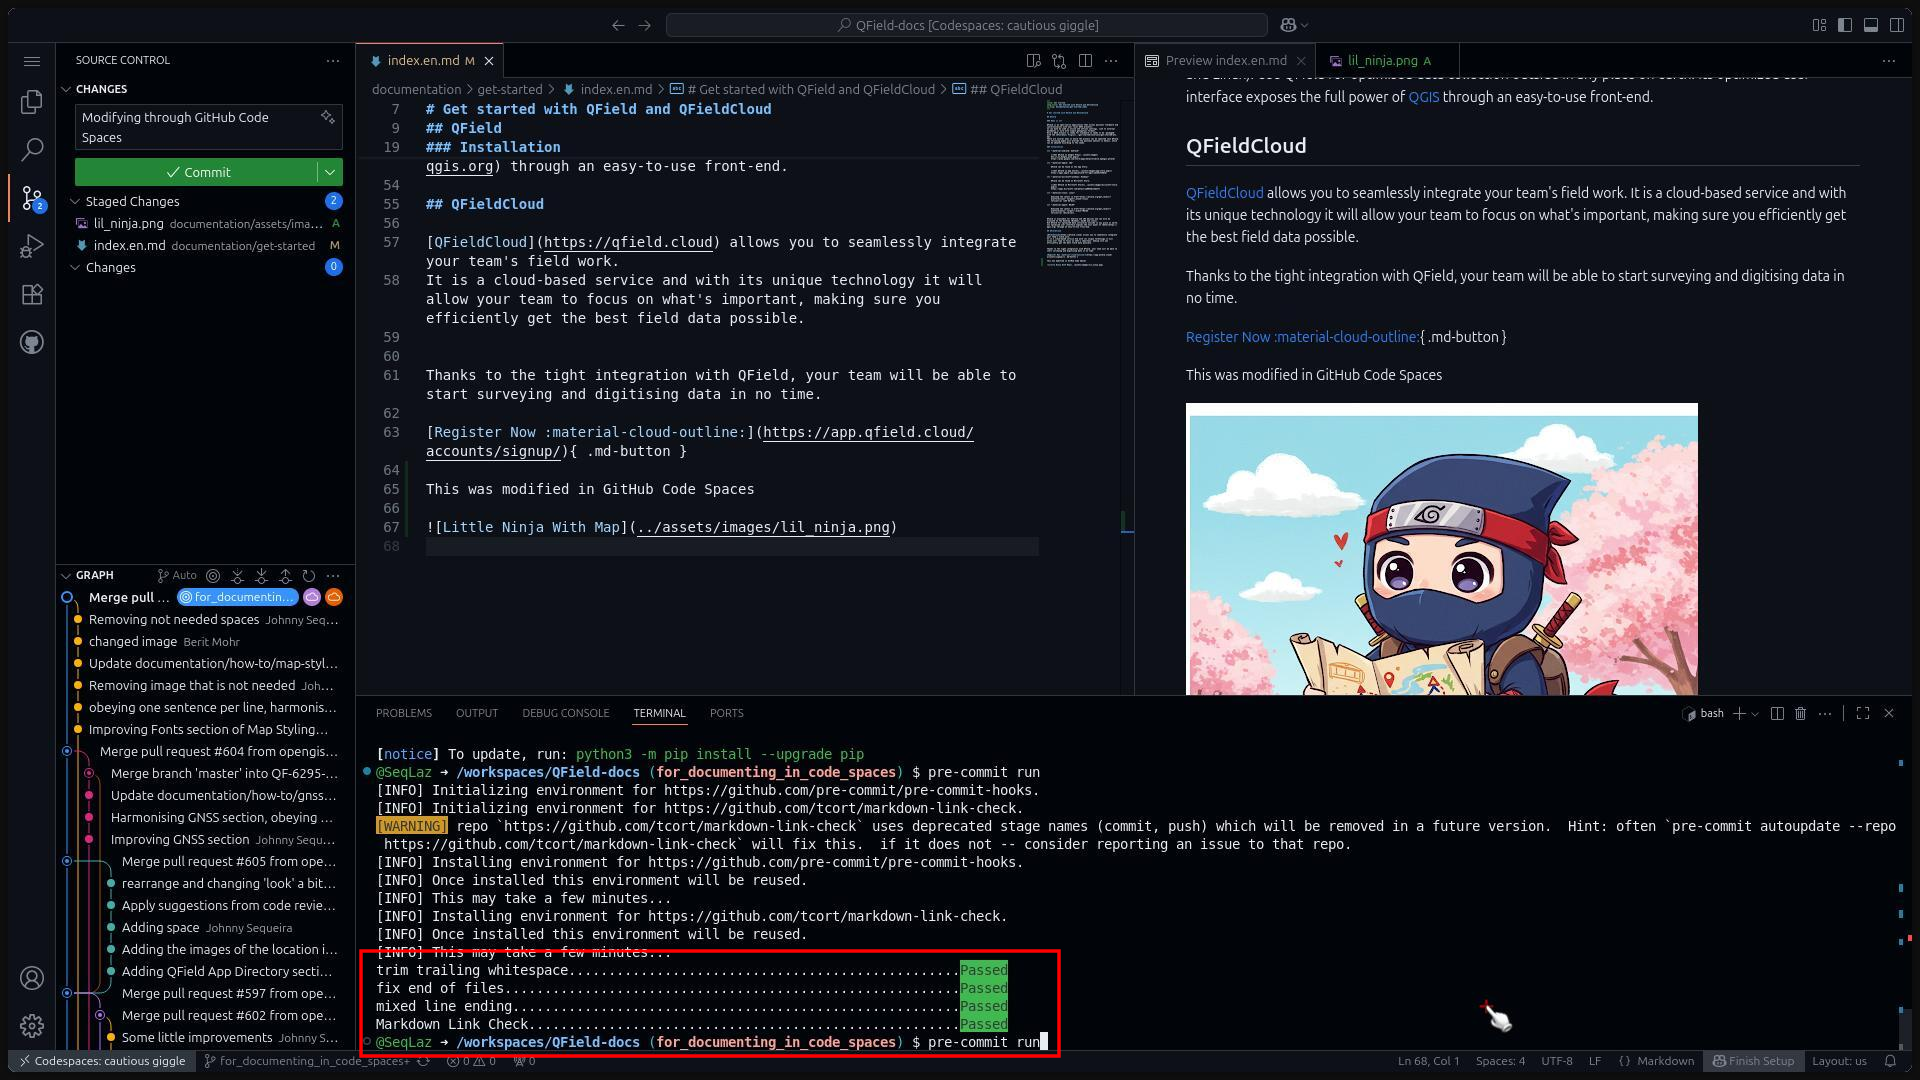 QField-docs [Codespaces: cautious giggle]
SOURCE CONTROL
CHANGES
Modifying through GitHub Code
Spaces
Commit
Staged Changes 2
lil_ninja.png documentation/assets/ima... A
index.en.md documentation/get-started M
Changes 0
GRAPH Auto
Merge pull ... for_documentin...
Removing not needed spaces Johnny Seq...
changed image Berit Mohr
Update documentation/how-to/map-styl...
Removing image that is not needed Joh...
obeying one sentence per line, harmonis...
Improving Fonts section of Map Styling...
Merge pull request #604 from opengis...
Merge branch 'master' into QF-6295-...
Update documentation/how-to/gnss...
Harmonising GNSS section, obeying ...
Improving GNSS section Johnny Sequ...
Merge pull request #605 from ope...
rearrange and changing 'look' a bit...
Apply suggestions from code revie...
Adding space Johnny Sequeira
Adding the images of the location i...
Adding QField App Directory secti...
Merge pull request #597 from ope...
Merge pull request #602 from ope...
Some little improvements Johnny S...
index.en.md M
documentation > get-started > index.en.md > # Get started with QField and QFieldCloud > ## QFieldCloud
7 # Get started with QField and QFieldCloud
9 ## QField
19 ### Installation
qgis.org) through an easy-to-use front-end.
54
55 ## QFieldCloud
56
57 [QFieldCloud](https://qfield.cloud) allows you to seamlessly integrate
your team's field work.
58 It is a cloud-based service and with its unique technology it will
allow your team to focus on what's important, making sure you
efficiently get the best field data possible.
59
60
61 Thanks to the tight integration with QField, your team will be able to
start surveying and digitising data in no time.
62
63 [Register Now :material-cloud-outline:](https://app.qfield.cloud/
accounts/signup/){ .md-button }
64
65 This was modified in GitHub Code Spaces
66
67 ![Little Ninja With Map](../assets/images/lil_ninja.png)
68
Preview index.en.md
lil_ninja.png A
interface exposes the full power of QGIS through an easy-to-use front-end.
QFieldCloud
QFieldCloud allows you to seamlessly integrate your team's field work. It is a cloud-based service and with
its unique technology it will allow your team to focus on what's important, making sure you efficiently get
the best field data possible.
Thanks to the tight integration with QField, your team will be able to start surveying and digitising data in
no time.
Register Now :material-cloud-outline:{ .md-button }
This was modified in GitHub Code Spaces
PROBLEMS OUTPUT DEBUG CONSOLE TERMINAL PORTS
bash
[notice] To update, run: python3 -m pip install --upgrade pip
@SeqLaz ➜ /workspaces/QField-docs (for_documenting_in_code_spaces) $ pre-commit run
[INFO] Initializing environment for https://github.com/pre-commit/pre-commit-hooks.
[INFO] Initializing environment for https://github.com/tcort/markdown-link-check.
[WARNING] repo `https://github.com/tcort/markdown-link-check` uses deprecated stage names (commit, push) which will be removed in a future version.  Hint: often `pre-commit autoupdate --repo
https://github.com/tcort/markdown-link-check` will fix this.  if it does not -- consider reporting an issue to that repo.
[INFO] Installing environment for https://github.com/pre-commit/pre-commit-hooks.
[INFO] Once installed this environment will be reused.
[INFO] This may take a few minutes...
[INFO] Installing environment for https://github.com/tcort/markdown-link-check.
[INFO] Once installed this environment will be reused.
[INFO] This may take a few minutes...
trim trailing whitespace.................................................Passed
fix end of files.........................................................Passed
mixed line ending........................................................Passed
Markdown Link Check......................................................Passed
@SeqLaz ➜ /workspaces/QField-docs (for_documenting_in_code_spaces) $ pre-commit run
Codespaces: cautious giggle for_documenting_in_code_spaces+ 0 0 0
Ln 68, Col 1 Spaces: 4 UTF-8 LF {} Markdown Finish Setup Layout: us